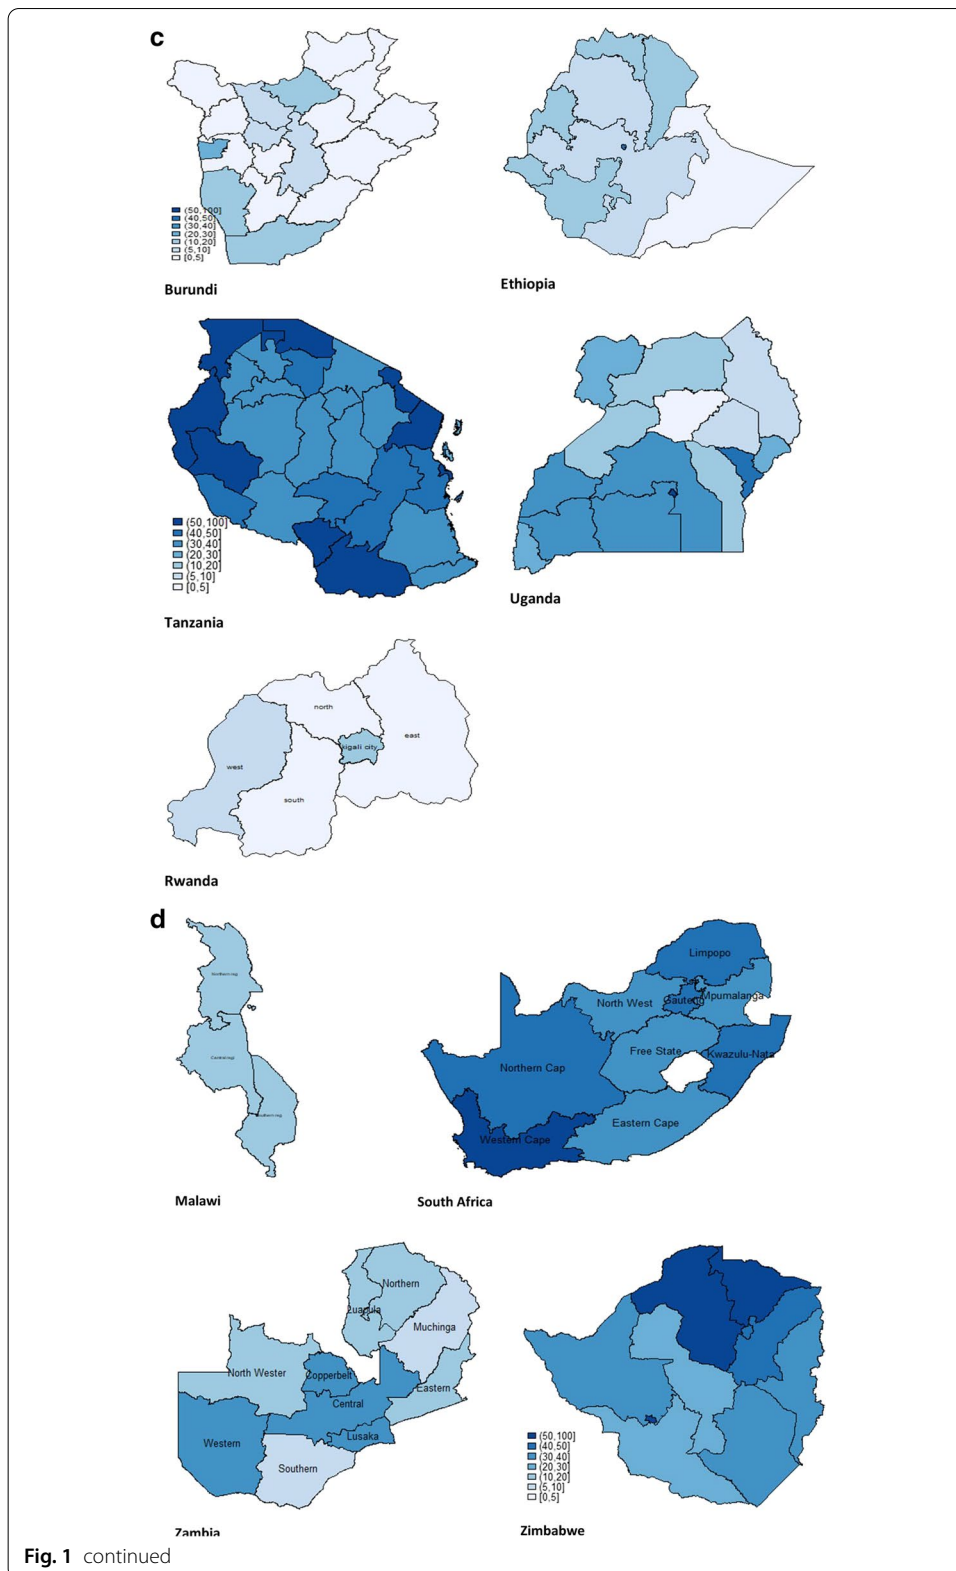 c
(50,100]
(40,50]
(30,40]
(20,30]
(10,20]
(5,10]
[0,5]
Burundi
Ethiopia
(50,100]
(40,50]
(30,40]
(20,30]
(10,20]
(5,10]
[0,5]
Tanzania
Uganda
north
east
kigali city
west
south
Rwanda
d
Northern reg
Central regi
Malawi
Limpopo
North West
Gauteng
Mpumalanga
Free State
Kwazulu-Nata
Northern Cap
Eastern Cape
Western Cape
South Africa
Northern
Luapula
Muchinga
North Wester
Copperbelt
Eastern
Central
Western
Lusaka
Southern
Zambia
(50,100]
(40,50]
(30,40]
(20,30]
(10,20]
(5,10]
[0,5]
Zimbabwe
Fig. 1 continued